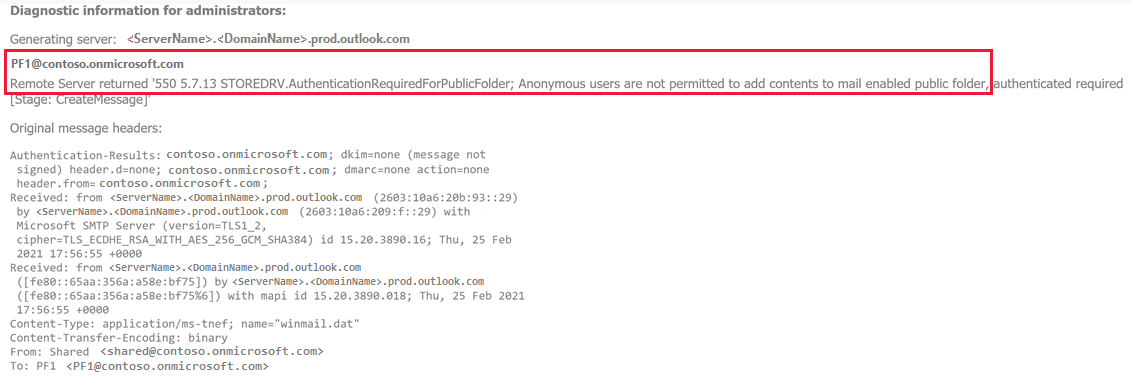 Diagnostic information for administrators:
Generating server: <ServerName>.<DomainName>.prod.outlook.com
PF1@contoso.onmicrosoft.com
Remote Server returned '550 5.7.13 STOREDRV.AuthenticationRequiredForPublicFolder; Anonymous users are not permitted to add contents to mail enabled public folder, authenticated required
[Stage: CreateMessage]'
Original message headers:
Authentication-Results: contoso.onmicrosoft.com; dkim=none (message not
signed) header.d=none; contoso.onmicrosoft.com; dmarc=none action=none
header.from= contoso.onmicrosoft.com;
Received: from <ServerName>.<DomainName>.prod.outlook.com (2603:10a6:20b:93::29)
by <ServerName>.<DomainName>.prod.outlook.com (2603:10a6:209:f::29) with
Microsoft SMTP Server (version=TLS1_2,
cipher=TLS_ECDHE_RSA_WITH_AES_256_GCM_SHA384) id 15.20.3890.16; Thu, 25 Feb
2021 17:56:55 +0000
Received: from <ServerName>.<DomainName>.prod.outlook.com
([fe80::65aa:356a:a58e:bf75]) by <ServerName>.<DomainName>.prod.outlook.com
([fe80::65aa:356a:a58e:bf75%6]) with mapi id 15.20.3890.018; Thu, 25 Feb 2021
17:56:55 +0000
Content-Type: application/ms-tnef; name="winmail.dat"
Content-Transfer-Encoding: binary
From: Shared <shared@contoso.onmicrosoft.com>
To: PF1 <PF1@contoso.onmicrosoft.com>